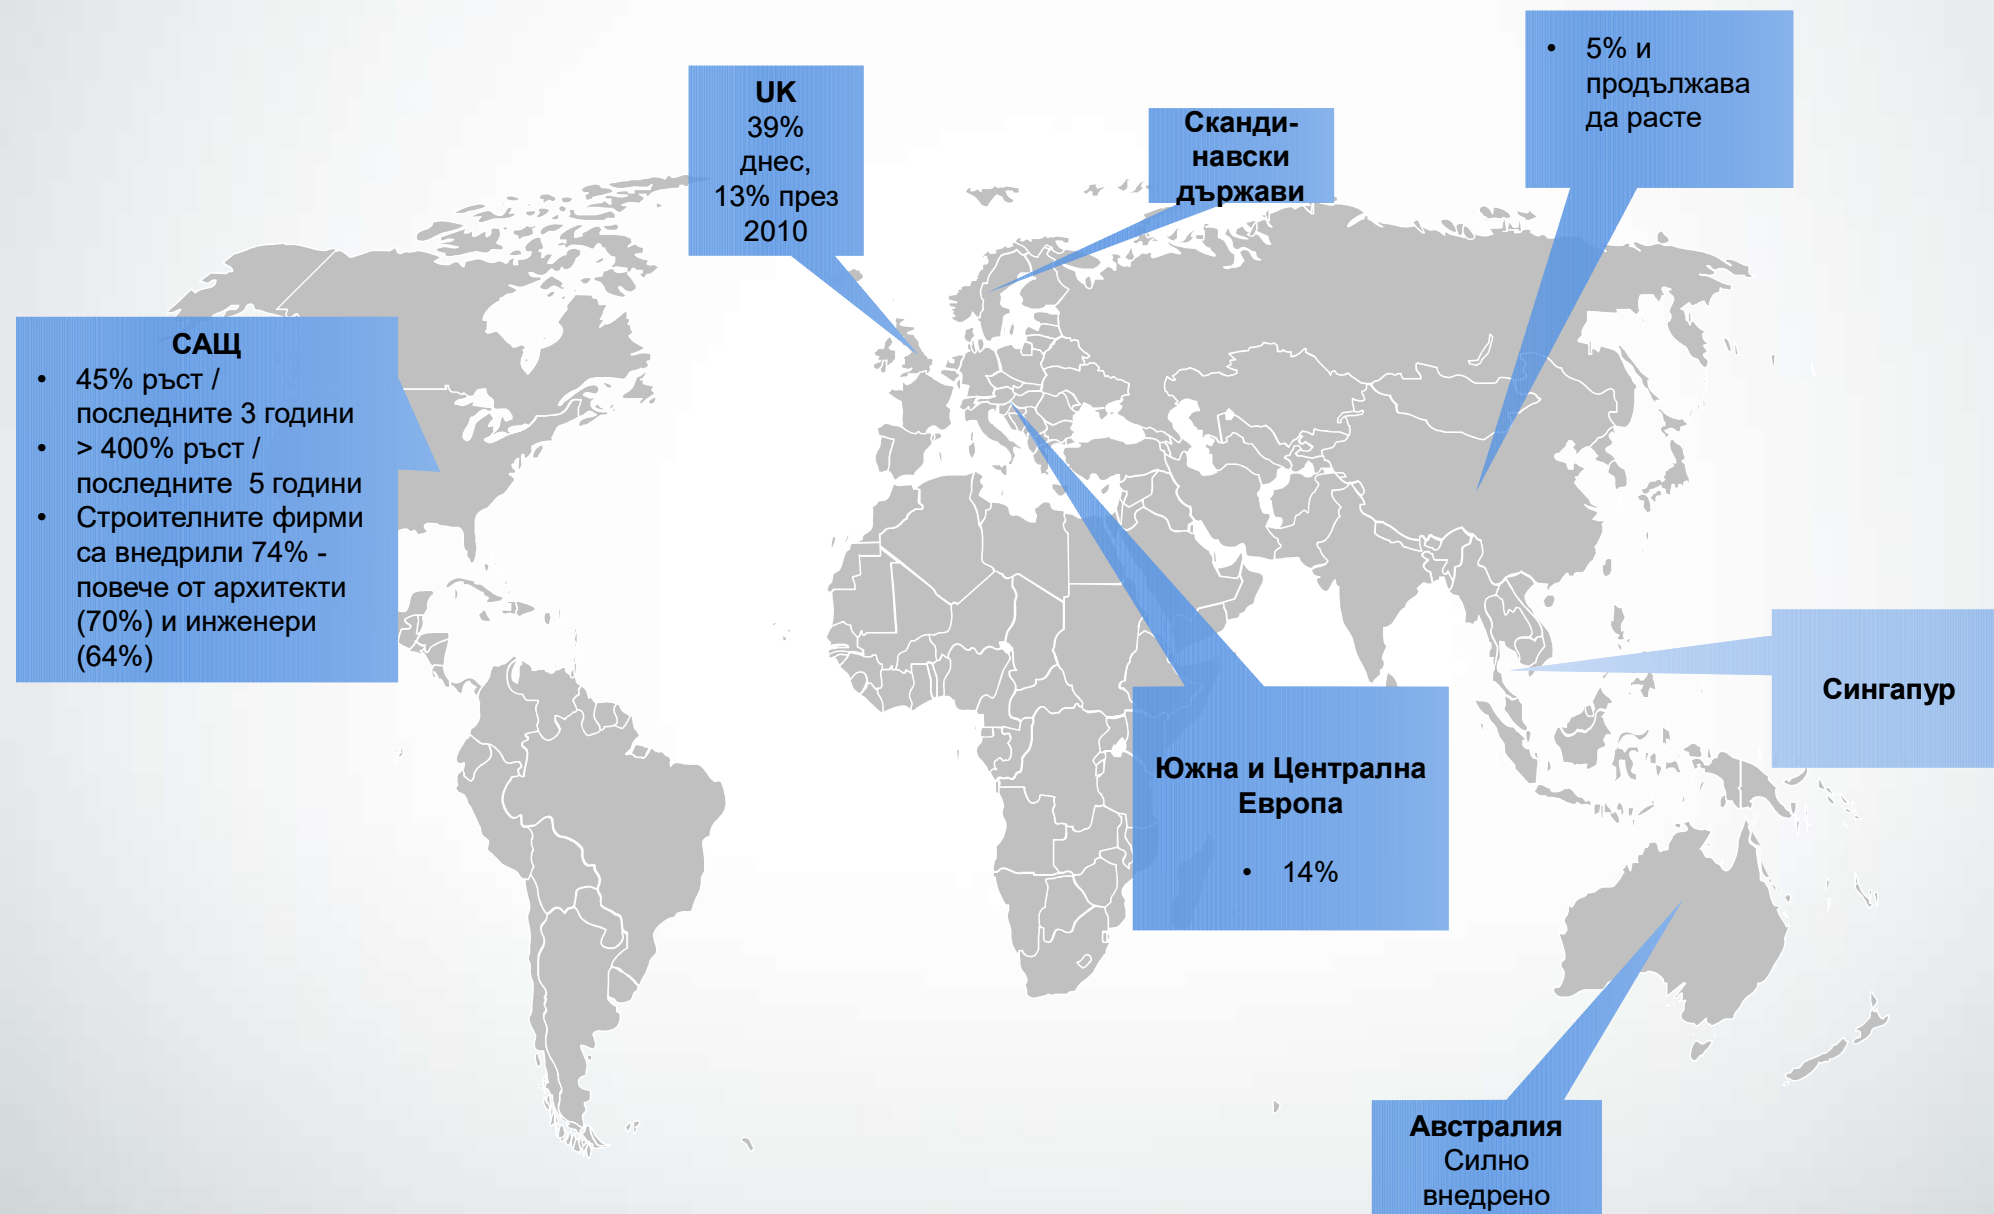 • 5% и
продължава
да расте
UK
39%
днес,
13% през
2010
Сканди-
навски
държави
САЩ
• 45% ръст /
последните 3 години
• > 400% ръст /
последните 5 години
• Строителните фирми
са внедрили 74% -
повече от архитекти
(70%) и инженери
(64%)
Сингапур
Южна и Централна
Европа
• 14%
Австралия
Силно
внедрено